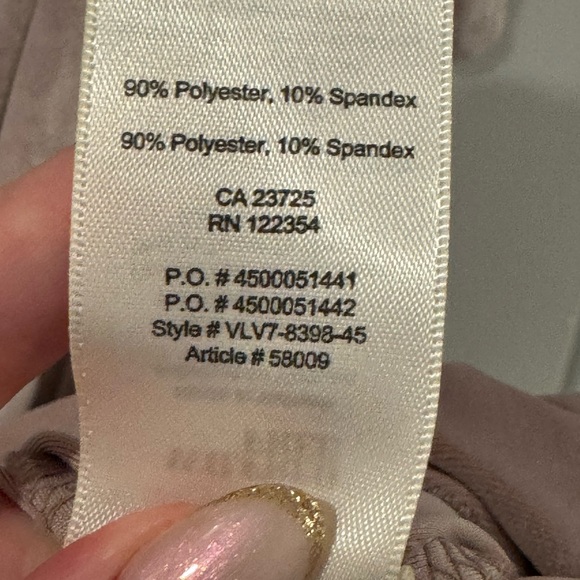 90% Polyester, 10% Spandex
90% Polyester, 10% Spandex
CA 23725
RN 122354
P.O. # 4500051441
P.O. # 4500051442
Style # VLV7-8398-45
Article # 58009